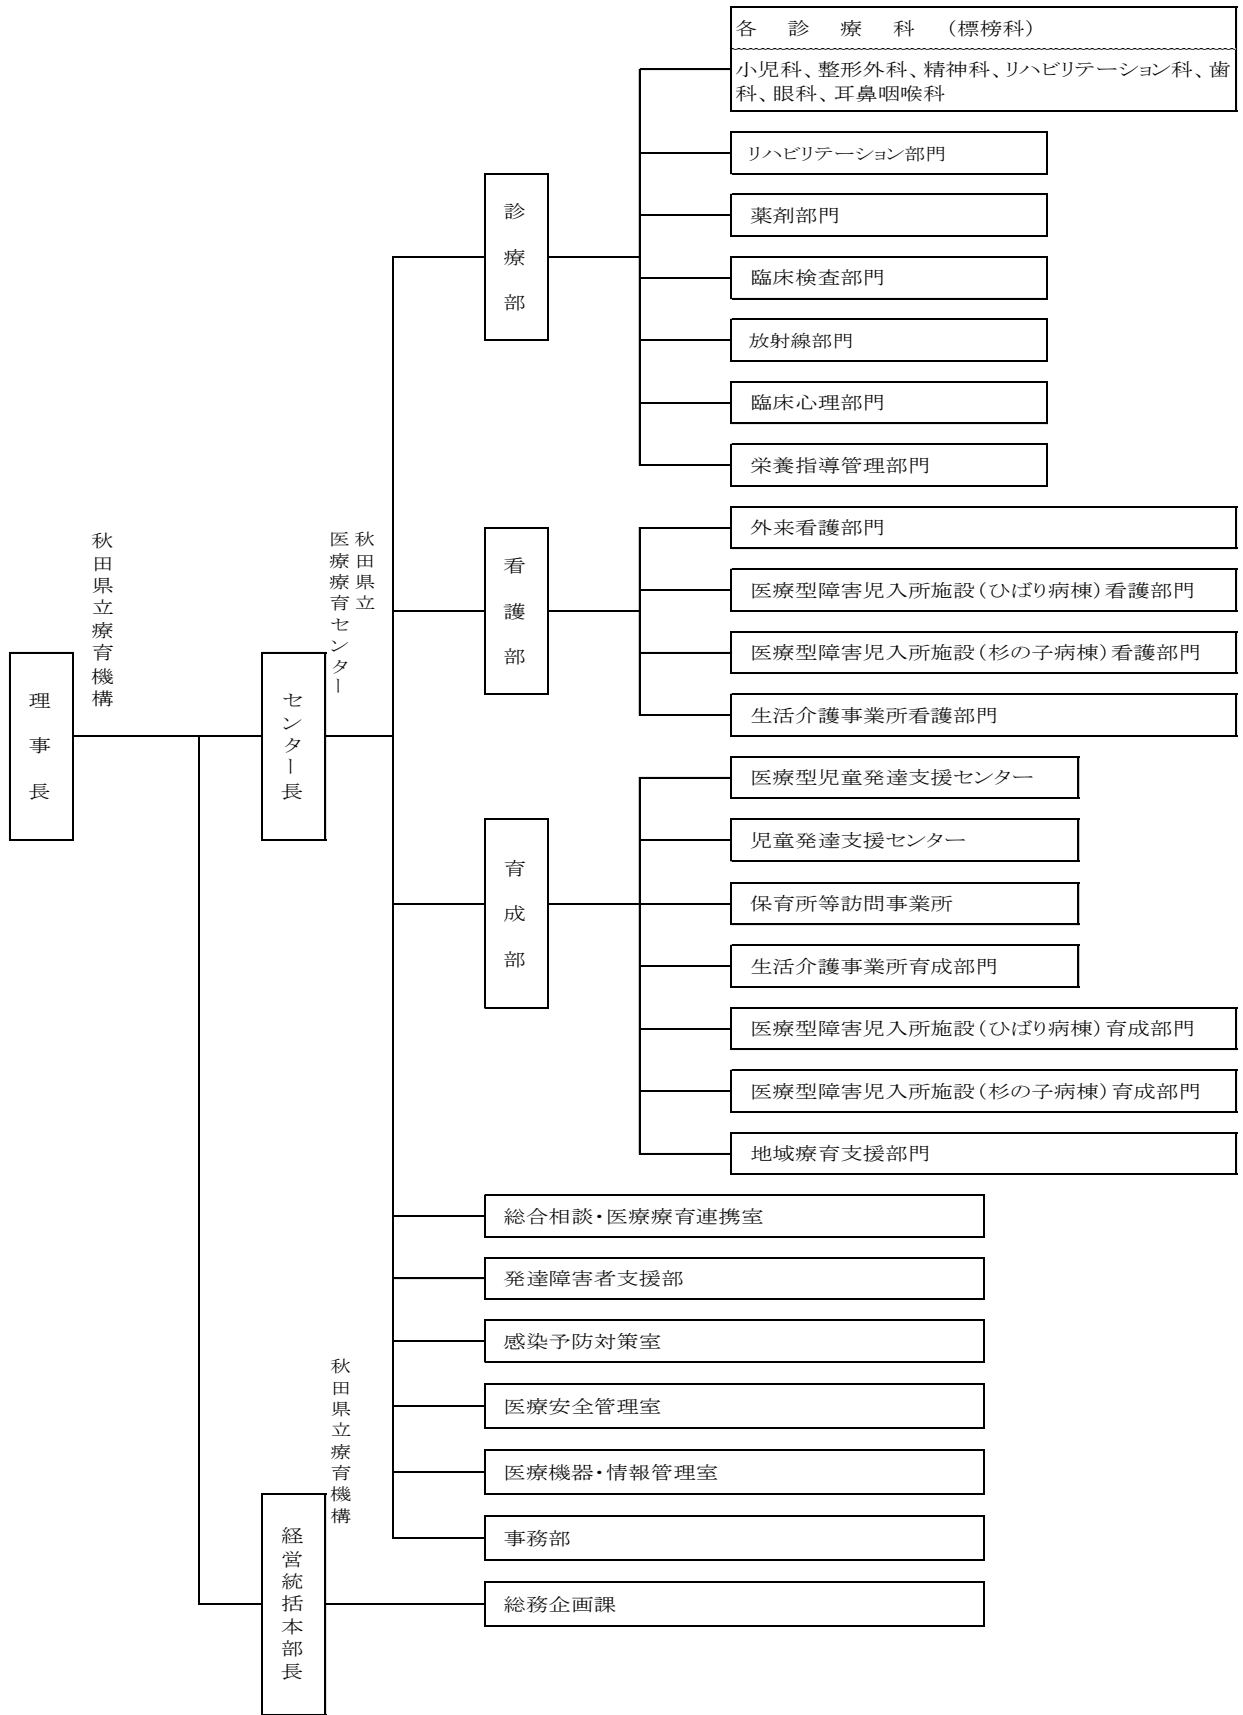 理事長
秋田県立療育機構
センター長
秋田県立
医療療育センター
診療部
各診療科（標榜科）
小児科、整形外科、精神科、リハビリテーション科、歯
科、眼科、耳鼻咽喉科
リハビリテーション部門
薬剤部門
臨床検査部門
放射線部門
臨床心理部門
栄養指導管理部門
看護部
外来看護部門
医療型障害児入所施設（ひばり病棟）看護部門
医療型障害児入所施設（杉の子病棟）看護部門
生活介護事業所看護部門
育成部
医療型児童発達支援センター
児童発達支援センター
保育所等訪問事業所
生活介護事業所育成部門
医療型障害児入所施設（ひばり病棟）育成部門
医療型障害児入所施設（杉の子病棟）育成部門
地域療育支援部門
総合相談・医療療育連携室
発達障害者支援部
感染予防対策室
医療安全管理室
医療機器・情報管理室
事務部
経営統括本部長
秋田県立療育機構
総務企画課